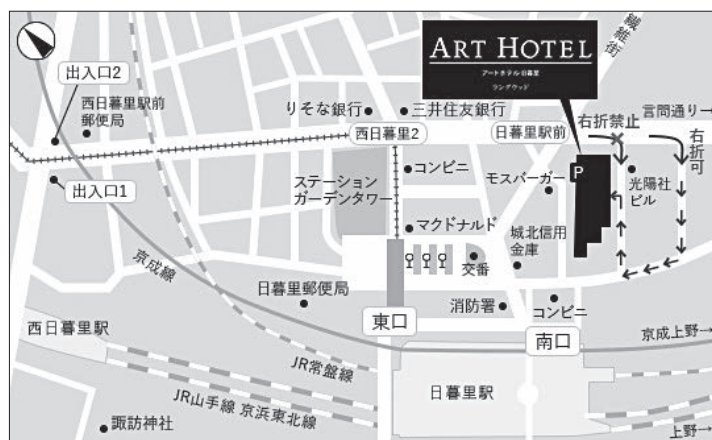 繊維街
ART HOTEL
アートホテル日暮里
ラングウッド
出入口2
西日暮里駅前
郵便局
りそな銀行
三井住友銀行
言問通り→
右折禁止
西日暮里2
日暮里駅前
右折可
出入口1
ステーション
ガーデンタワー
コンビニ
モスバーガー
P
光陽社
ビル
マクドナルド
城北信用
金庫
京成線
交番
日暮里郵便局
消防署
コンビニ
東口
南口
西日暮里駅
京成上野→
JR常盤線
JR山手線 京浜東北線
日暮里駅
諏訪神社
上野→